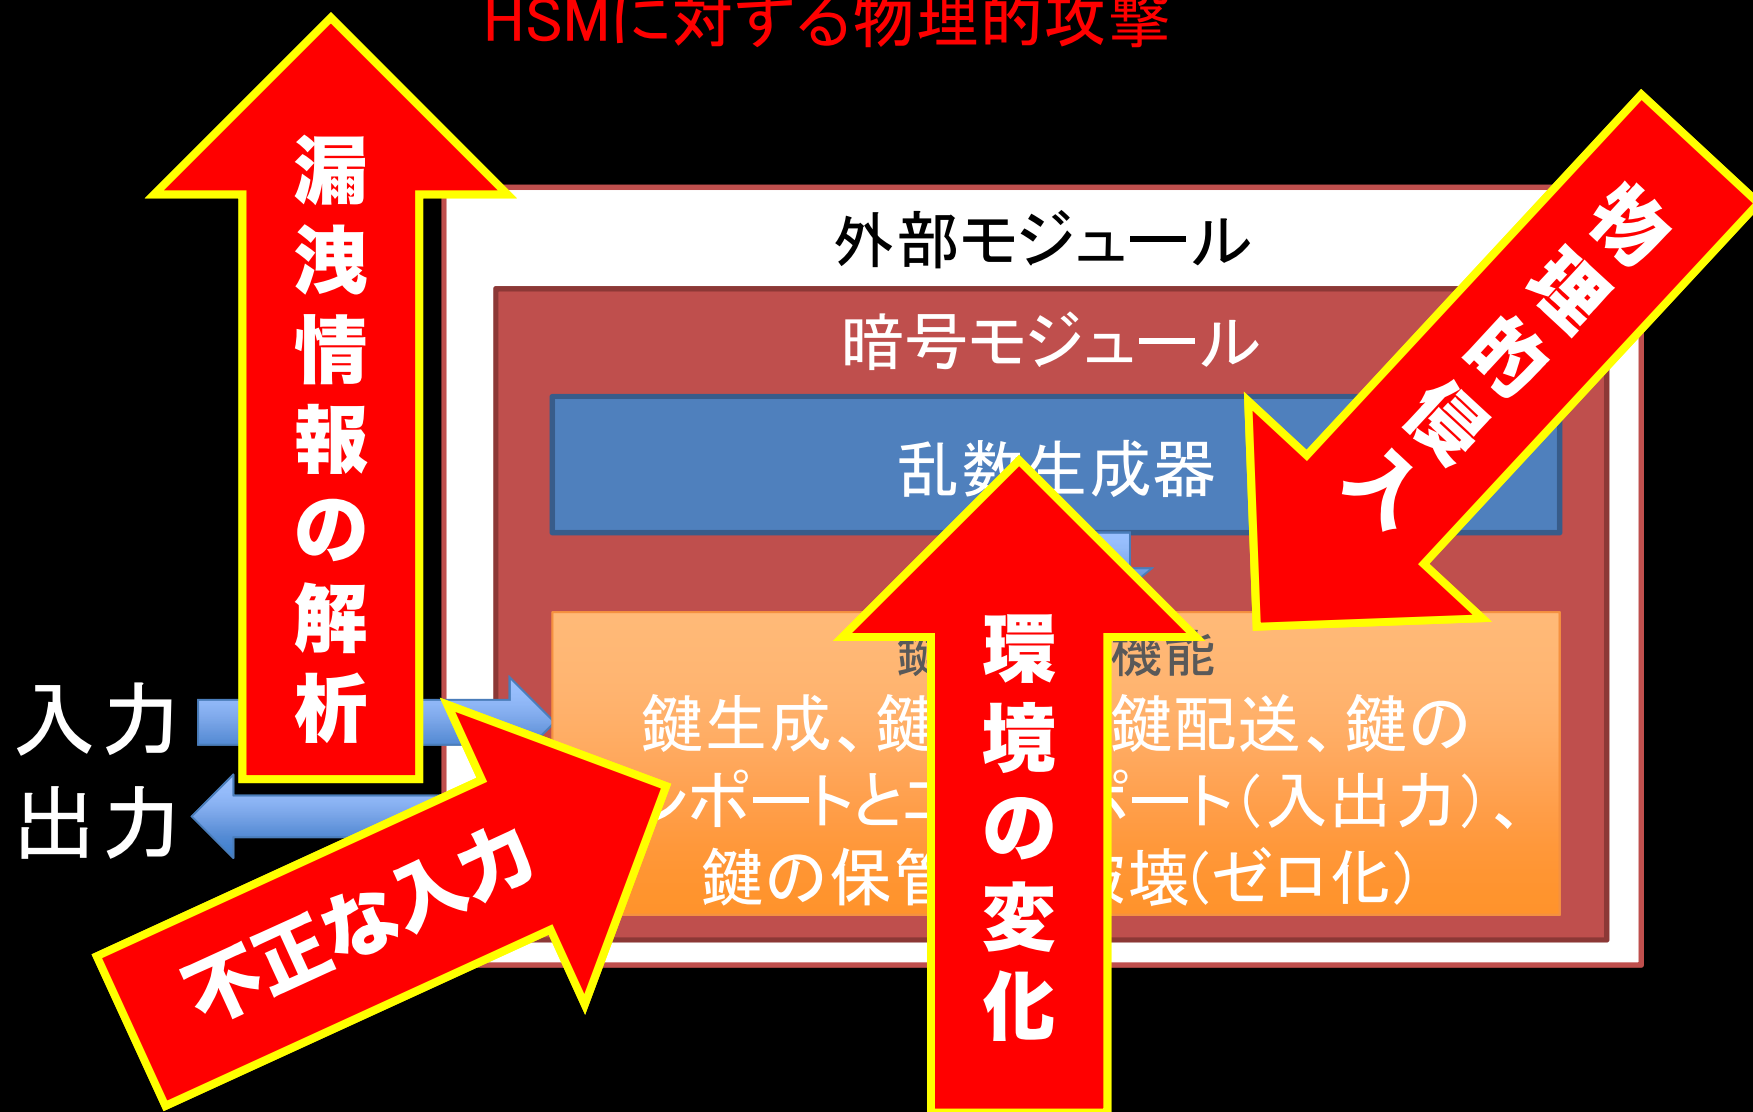 HSMに対する物理的攻撃
漏洩情報の解析
物理的侵入
外部モジュール
暗号モジュール
乱数生成器
機能
鍵生成、鍵 鍵配送、鍵の
ンポートとエ ポート（入出力）、
鍵の保管 破壊（ゼロ化）
環境の変化
入力
出力
不正な入力